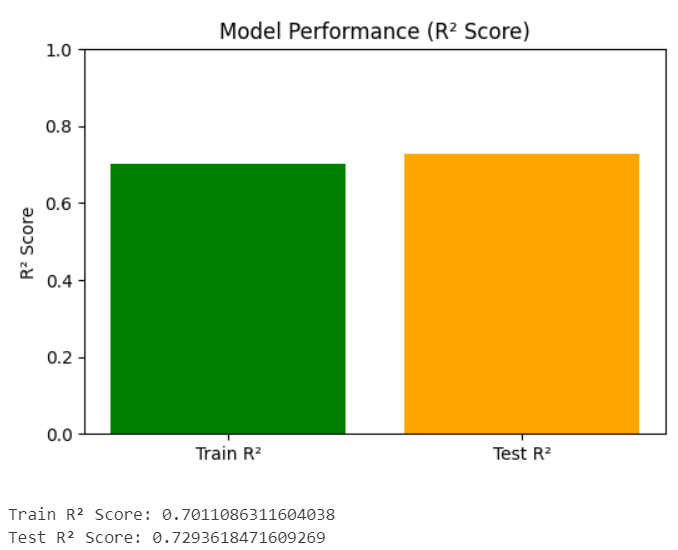 Model Performance (R² Score)
1.0
0.8
0.6
0.4
0.2
0.0
R² Score
Train R²
Test R²
Train R² Score: 0.7011086311604038
Test R² Score: 0.7293618471609269